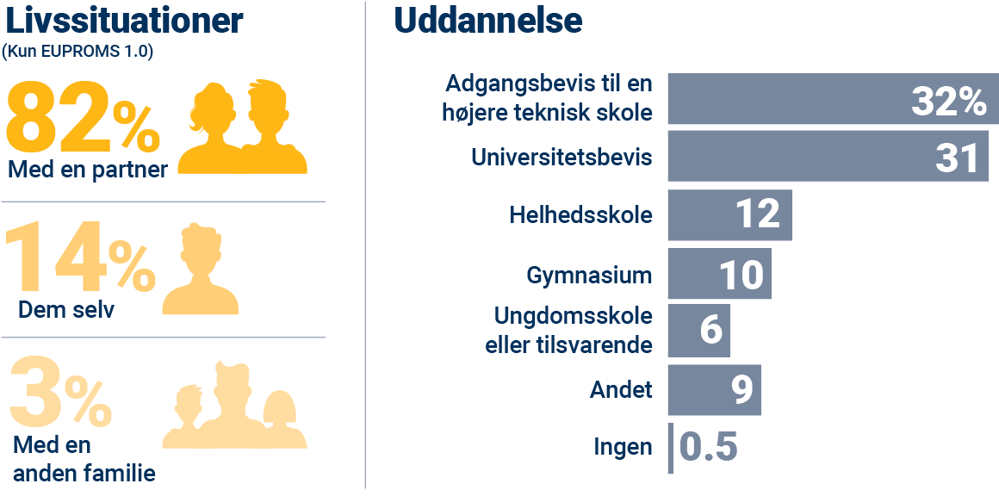 Livssituationer
(Kun EUPROMS 1.0)
82%
Med en partner
14%
Dem selv
3%
Med en
anden familie
Uddannelse
Adgangsbevis til en
højere teknisk skole
32%
Universitetsbevis
31
Helhedsskole
12
Gymnasium
10
Ungdomsskole
eller tilsvarende
6
Andet
9
Ingen
0.5